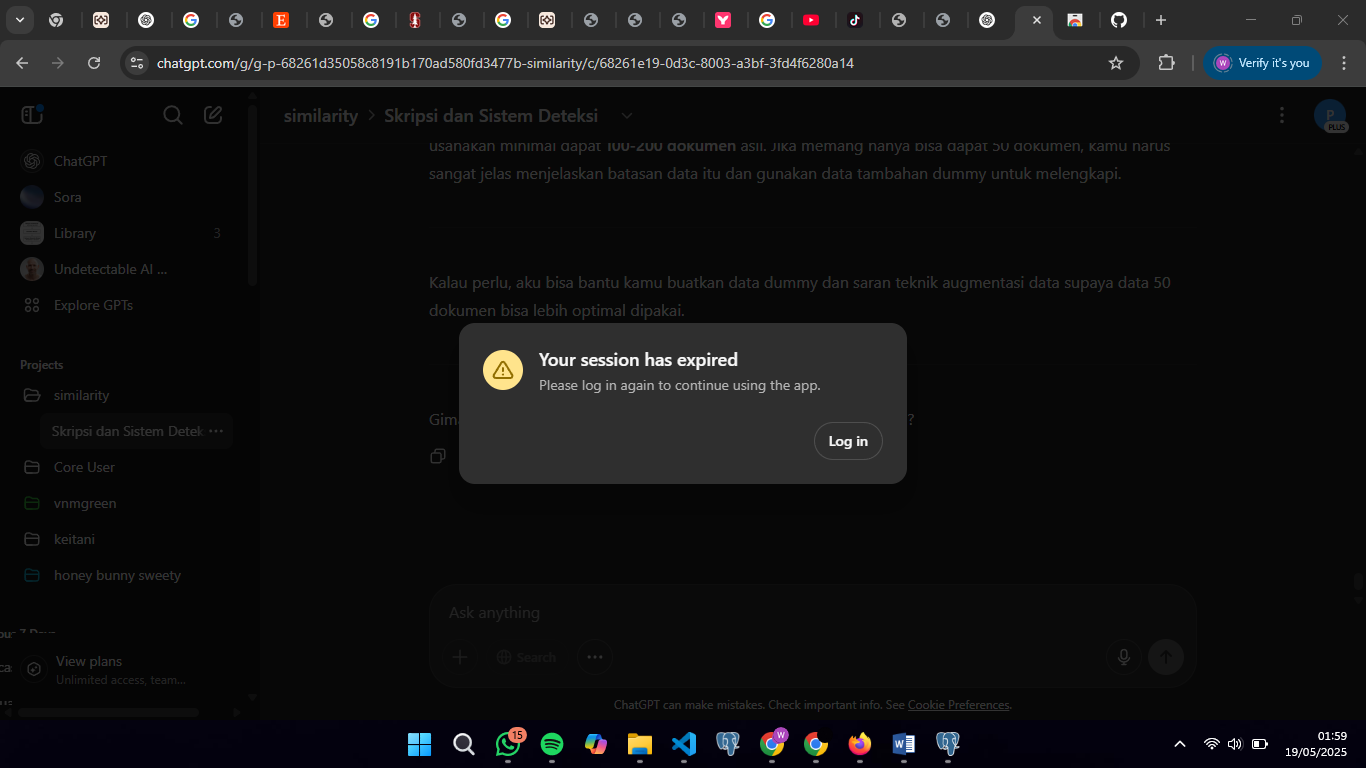 chatgpt.com/g/g-p-68261d35058c8191b170ad580fd3477b-similarity/c/68261e19-0d3c-8003-a3bf-3fd4f6280a14
W
Verify it's you
similarity > Skripsi dan Sistem Deteksi
P
PLUS
ChatGPT
Sora
Library 3
Undetectable AI ...
Explore GPTs
Projects
similarity
Skripsi dan Sistem Detek
Core User
vnmgreen
keitani
honey bunny sweety
7 Days
View plans
Unlimited access, team...
usahakan minimal dapat 100-200 dokumen asli. Jika memang hanya bisa dapat 50 dokumen, kamu harus
sangat jelas menjelaskan batasan data itu dan gunakan data tambahan dummy untuk melengkapi.
Kalau perlu, aku bisa bantu kamu buatkan data dummy dan saran teknik augmentasi data supaya data 50
dokumen bisa lebih optimal dipakai.
Your session has expired
Please log in again to continue using the app.
Log in
?
Ask anything
Search
ChatGPT can make mistakes. Check important info. See Cookie Preferences.
15
W
01:59
19/05/2025